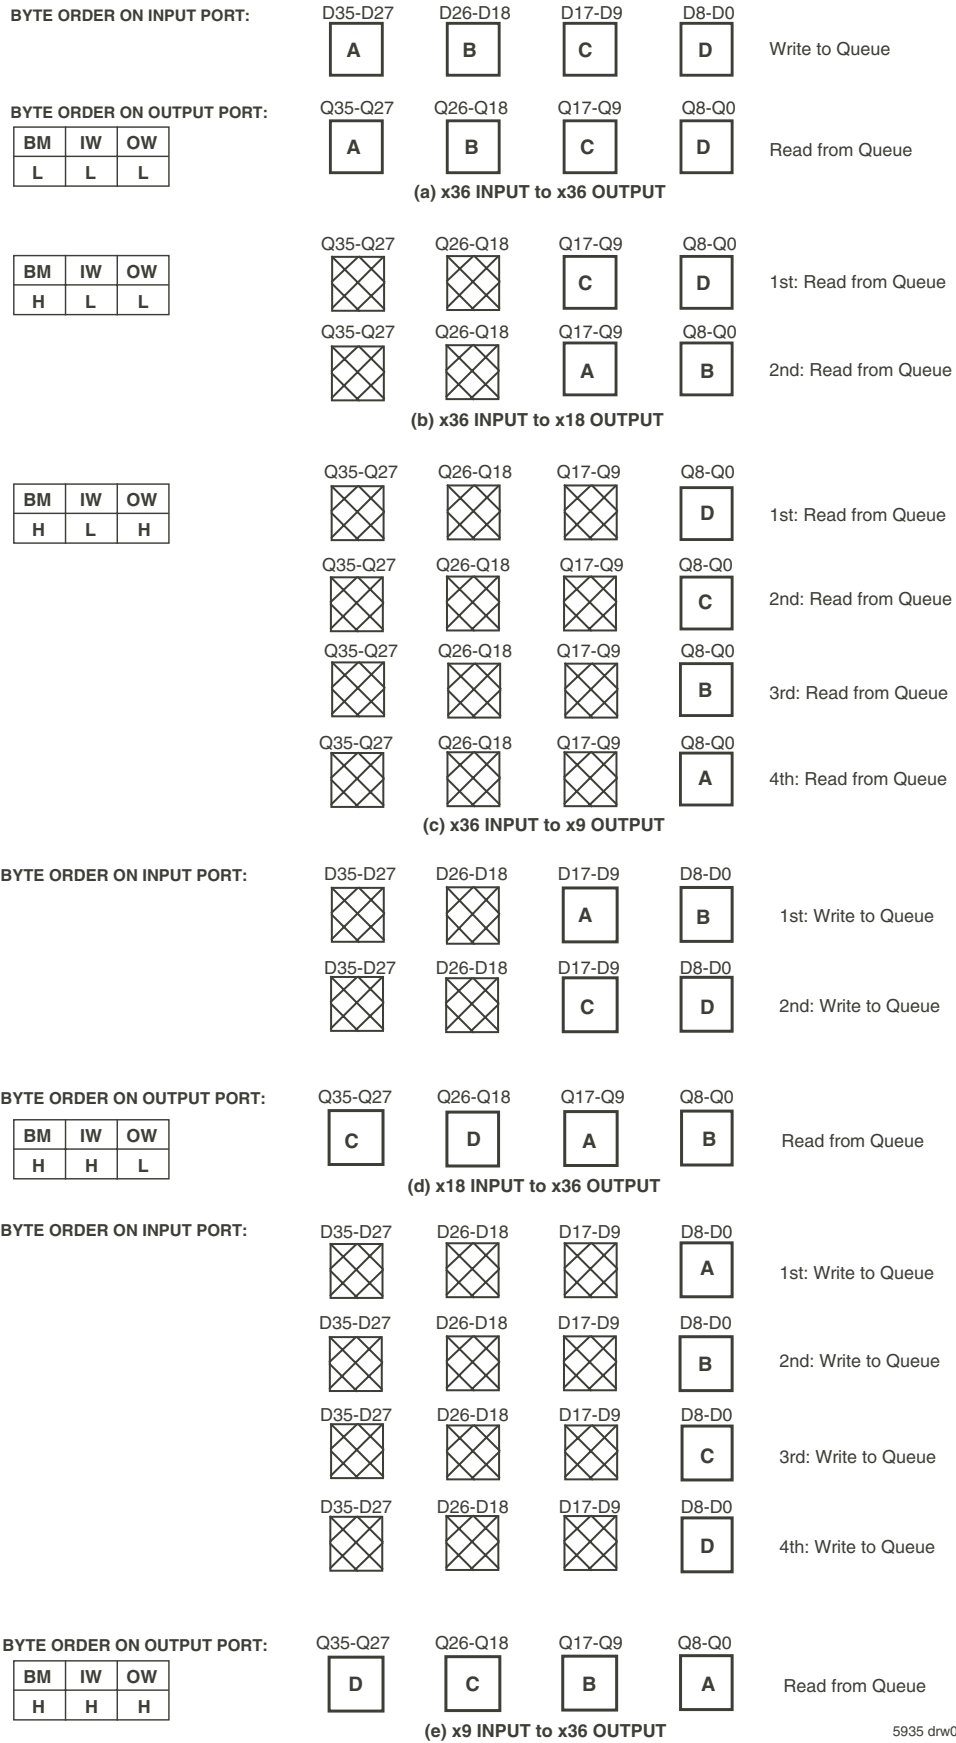 BYTE ORDER ON INPUT PORT:
D35-D27 D26-D18 D17-D9 D8-D0
A B C D Write to Queue
BYTE ORDER ON OUTPUT PORT:
Q35-Q27 Q26-Q18 Q17-Q9 Q8-Q0
BM IW OW
L L L
A B C D Read from Queue
(a) x36 INPUT to x36 OUTPUT
Q35-Q27 Q26-Q18 Q17-Q9 Q8-Q0
BM IW OW
H L L
C D 1st: Read from Queue
Q35-Q27 Q26-Q18 Q17-Q9 Q8-Q0
A B 2nd: Read from Queue
(b) x36 INPUT to x18 OUTPUT
Q35-Q27 Q26-Q18 Q17-Q9 Q8-Q0
BM IW OW
H L H
D 1st: Read from Queue
Q35-Q27 Q26-Q18 Q17-Q9 Q8-Q0
C 2nd: Read from Queue
Q35-Q27 Q26-Q18 Q17-Q9 Q8-Q0
B 3rd: Read from Queue
Q35-Q27 Q26-Q18 Q17-Q9 Q8-Q0
A 4th: Read from Queue
(c) x36 INPUT to x9 OUTPUT
BYTE ORDER ON INPUT PORT:
D35-D27 D26-D18 D17-D9 D8-D0
A B 1st: Write to Queue
D35-D27 D26-D18 D17-D9 D8-D0
C D 2nd: Write to Queue
BYTE ORDER ON OUTPUT PORT:
Q35-Q27 Q26-Q18 Q17-Q9 Q8-Q0
BM IW OW
H H L
C D A B Read from Queue
(d) x18 INPUT to x36 OUTPUT
BYTE ORDER ON INPUT PORT:
D35-D27 D26-D18 D17-D9 D8-D0
A 1st: Write to Queue
D35-D27 D26-D18 D17-D9 D8-D0
B 2nd: Write to Queue
D35-D27 D26-D18 D17-D9 D8-D0
C 3rd: Write to Queue
D35-D27 D26-D18 D17-D9 D8-D0
D 4th: Write to Queue
BYTE ORDER ON OUTPUT PORT:
Q35-Q27 Q26-Q18 Q17-Q9 Q8-Q0
BM IW OW
H H H
D C B A Read from Queue
(e) x9 INPUT to x36 OUTPUT
5935 drw0